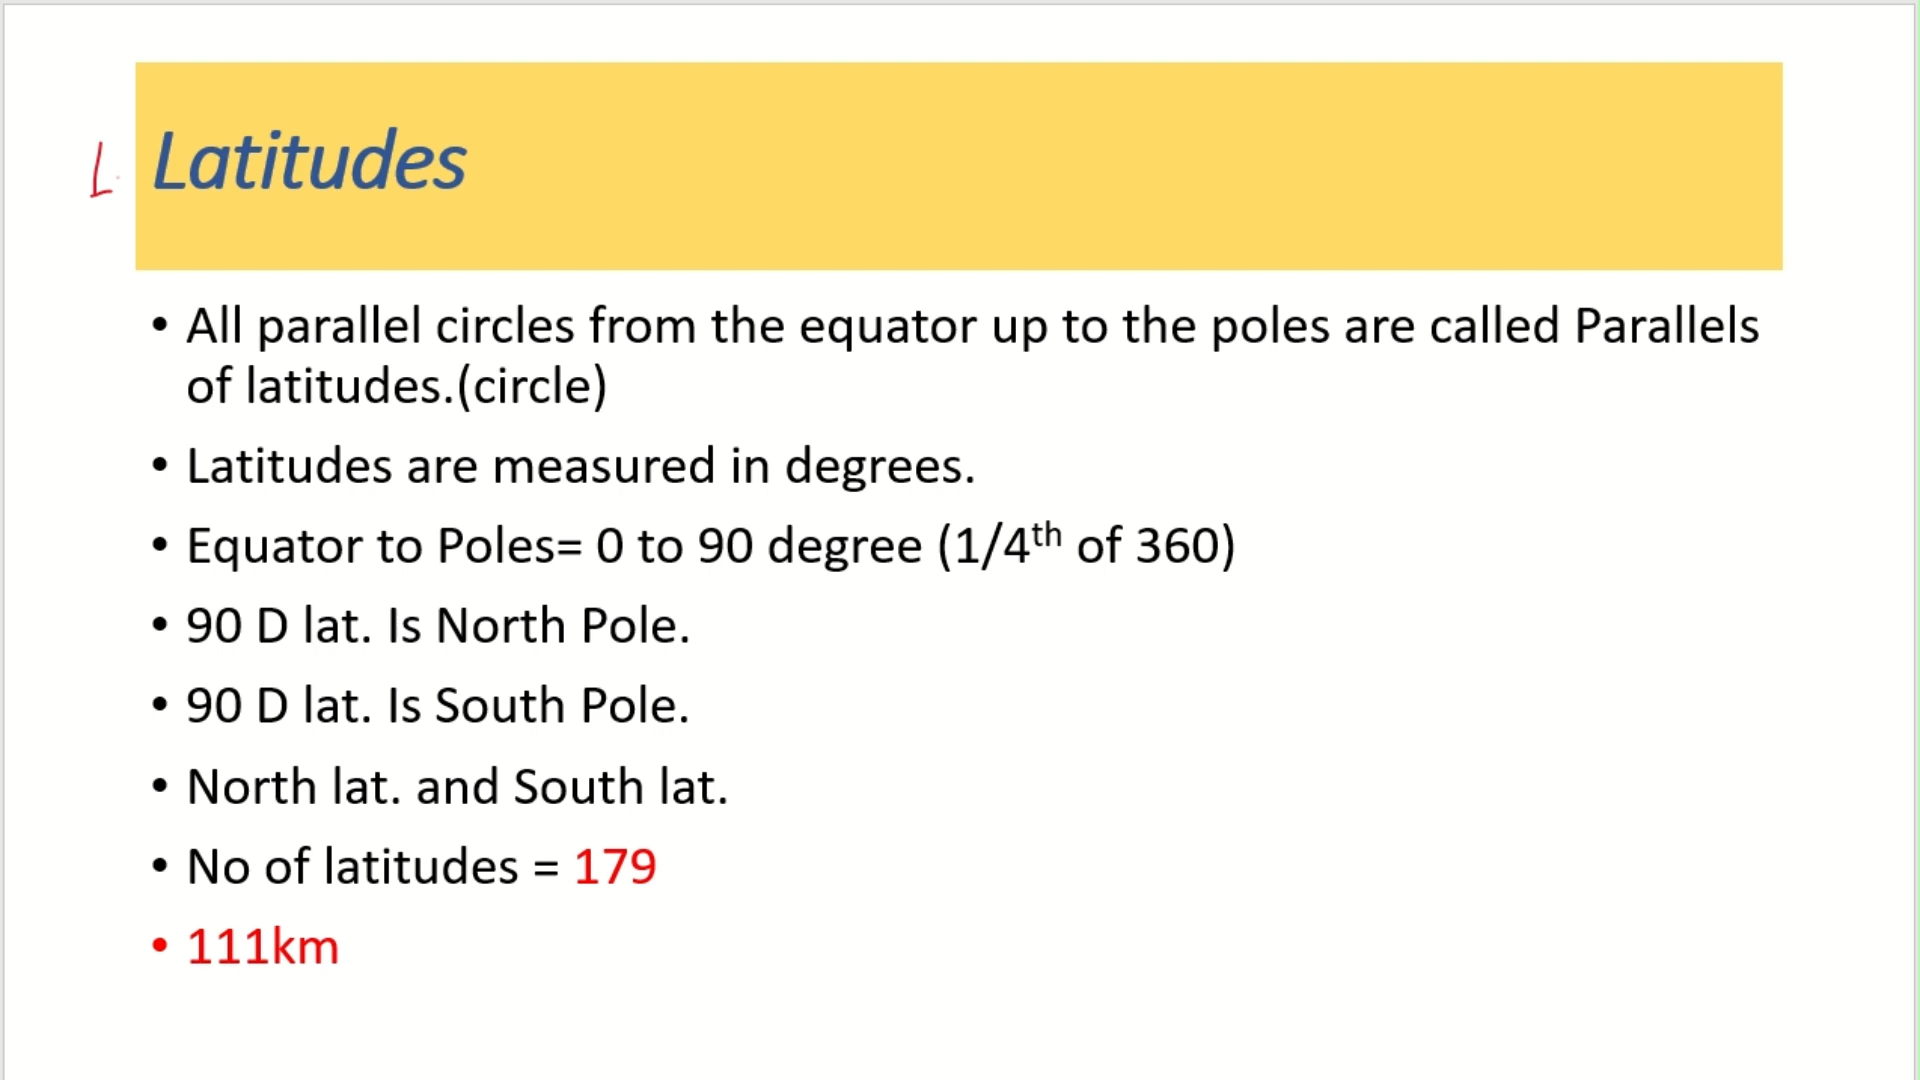 L Latitudes
• All parallel circles from the equator up to the poles are called Parallels
of latitudes.(circle)
• Latitudes are measured in degrees.
• Equator to Poles= 0 to 90 degree (1/4th of 360)
• 90 D lat. Is North Pole.
• 90 D lat. Is South Pole.
• North lat. and South lat.
• No of latitudes = 179
• 111km